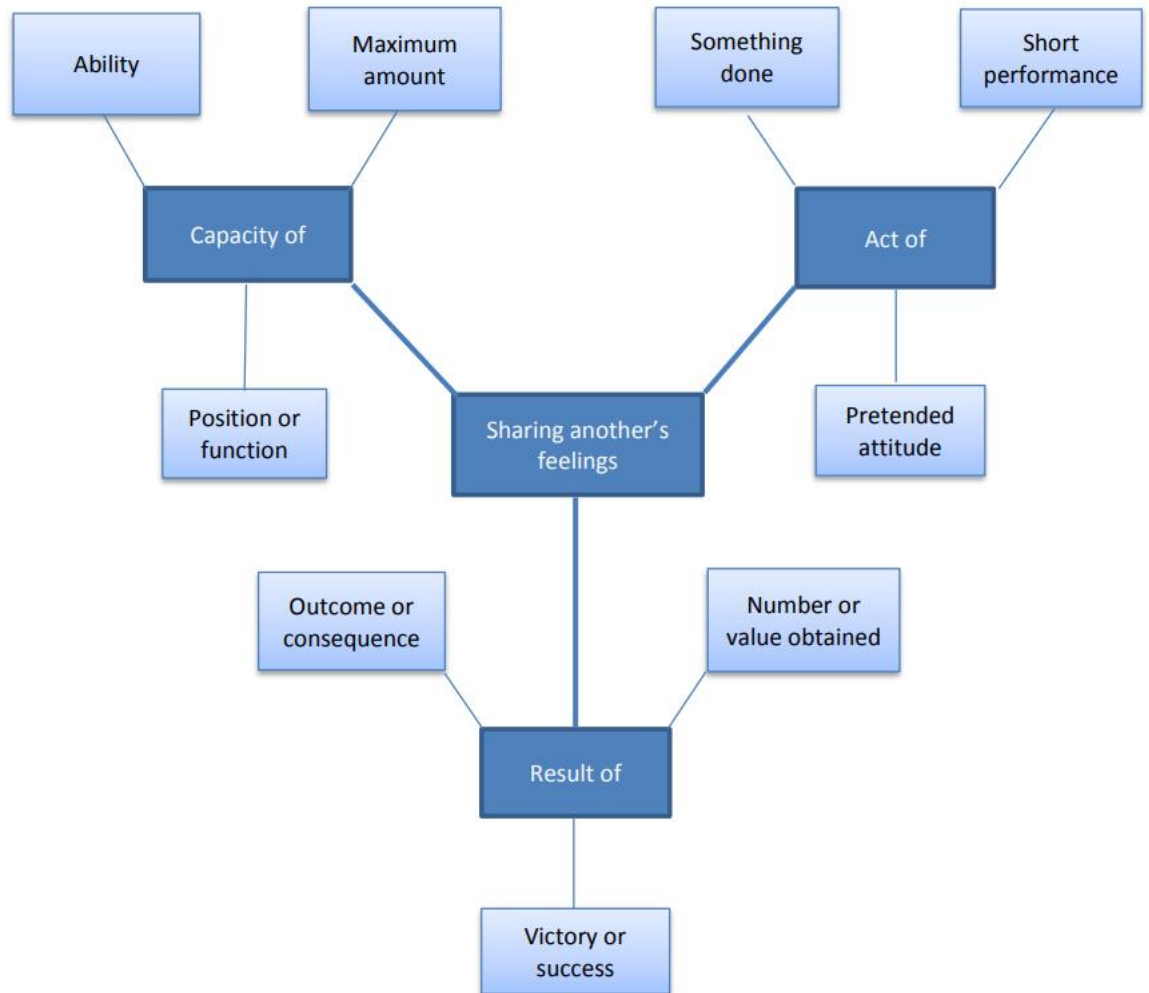 Ability
Maximum
amount
Something
done
Short
performance
Capacity of
Act of
Position or
function
Sharing another’s
feelings
Pretended
attitude
Outcome or
consequence
Number or
value obtained
Result of
Victory or
success